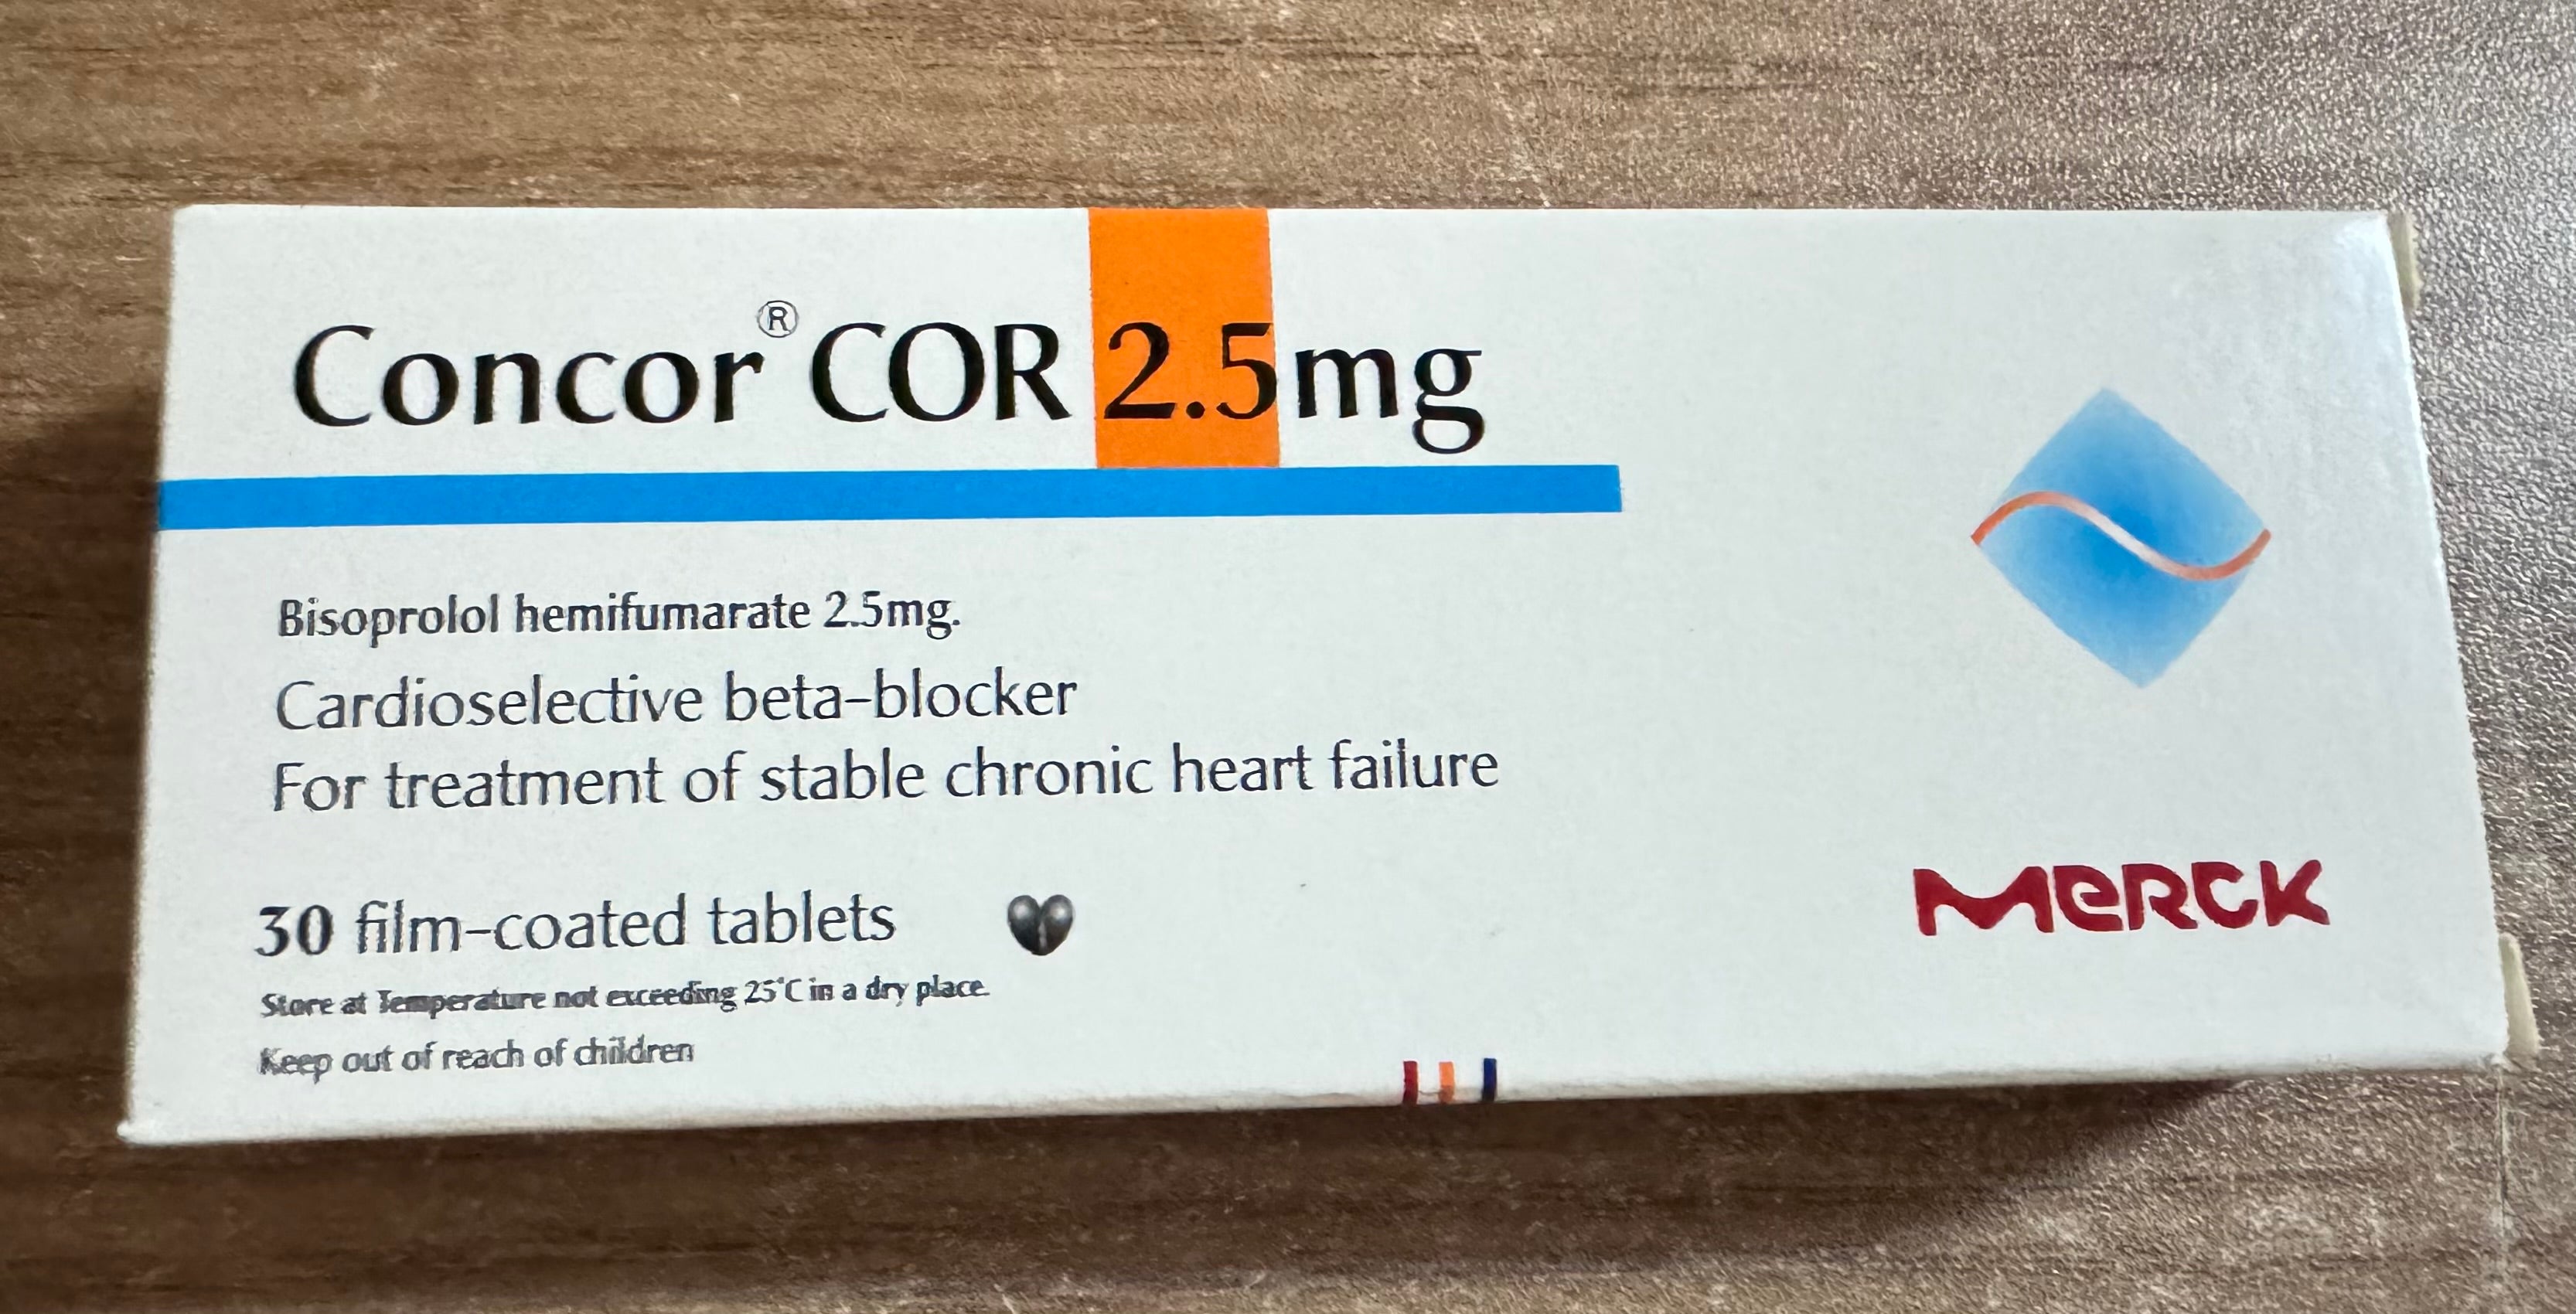 Concor® COR 2.5mg
Bisoprolol hemifumarate 2.5mg.
Cardioselective beta-blocker
For treatment of stable chronic heart failure
30 film-coated tablets
Store at Temperature not exceeding 25°C in a dry place.
Keep out of reach of children
MERCK